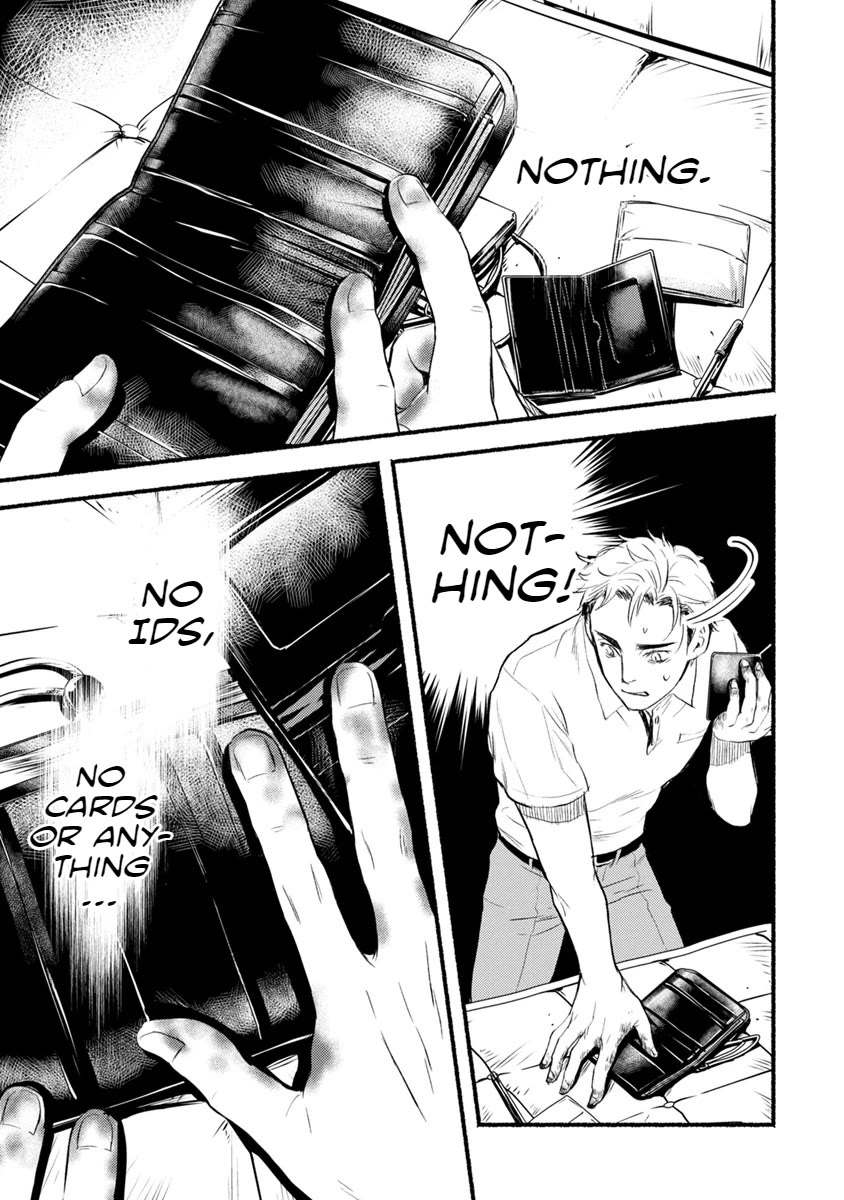 NOTHING.
NOT-
HING!
NO
IDS,
NO
CARDS
OR ANY-
THING
...